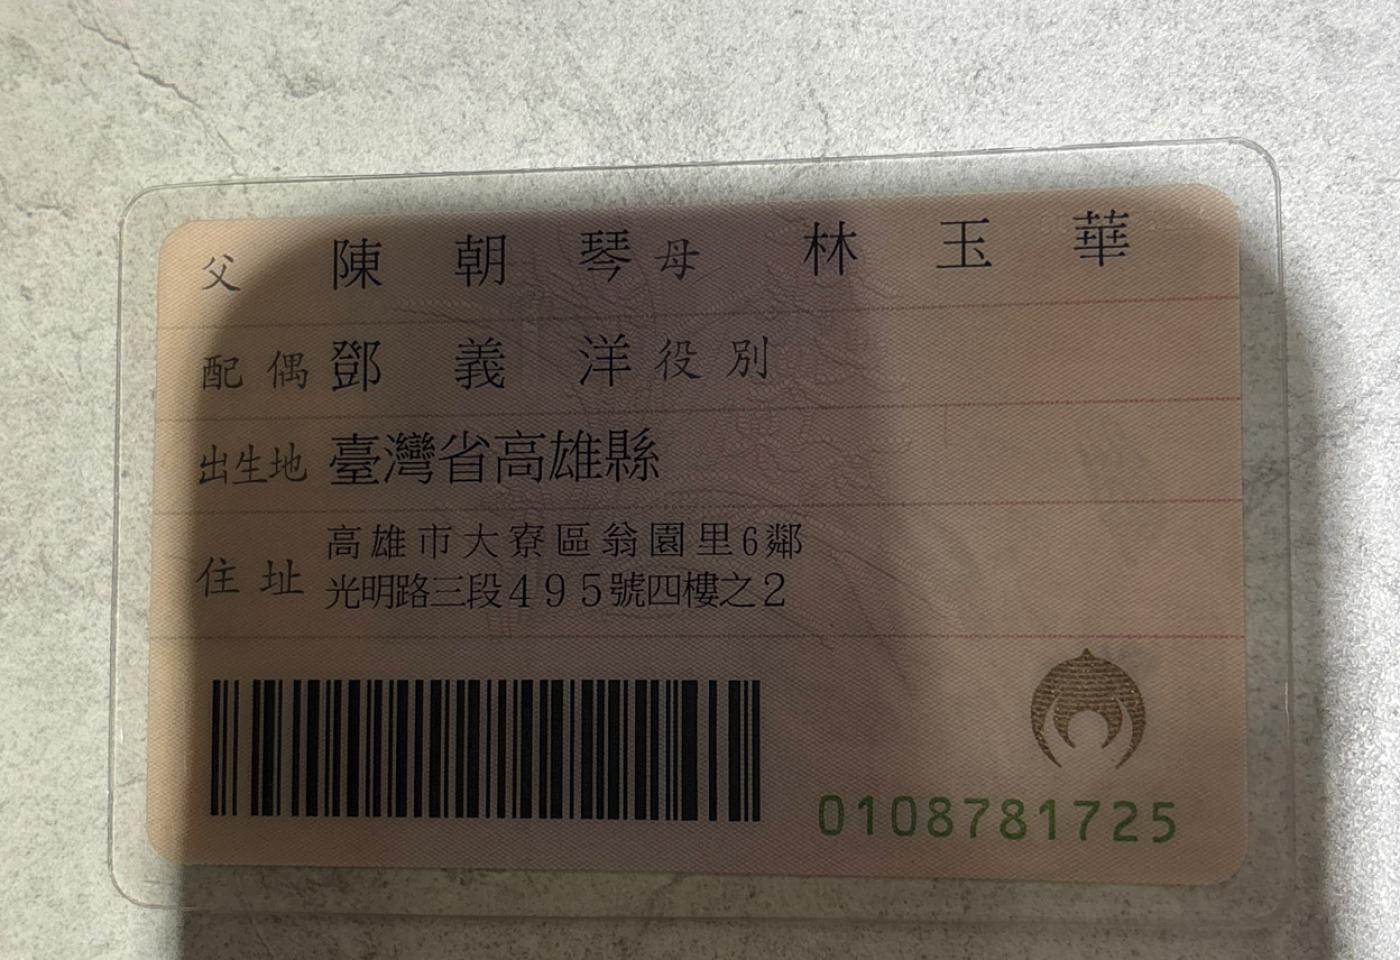 父 陳朝琴 母 林玉華
配偶 鄧義洋 役別
出生地 臺灣省高雄縣
住址 高雄市大寮區翁園里6鄰
光明路三段495號四樓之2
0108781725